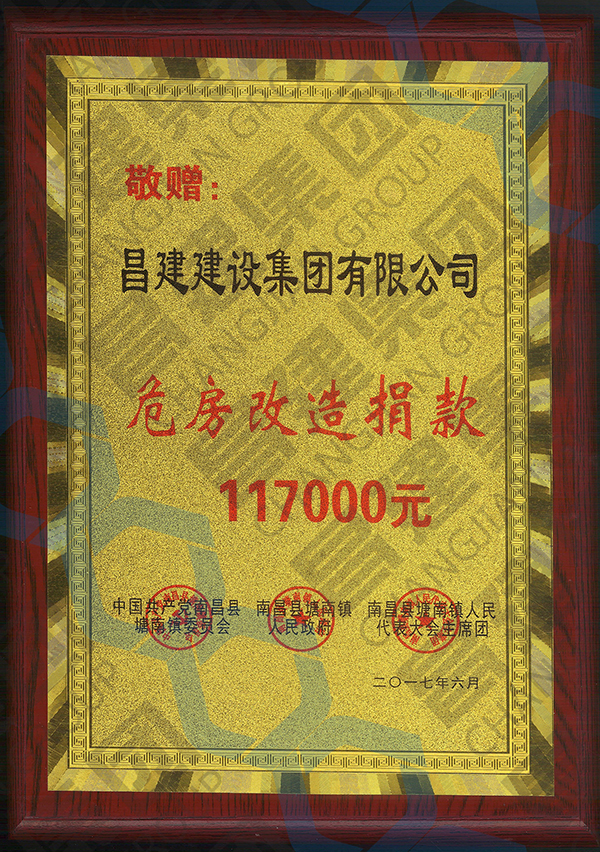 敬赠：
昌建建设集团有限公司
危房改造捐款
117000元
中国共产党南昌县 南昌县塘南镇 南昌县塘南镇人民
塘南镇委员会 人民政府 代表大会主席团
二〇一七年六月
CHANGJIAN GROUP